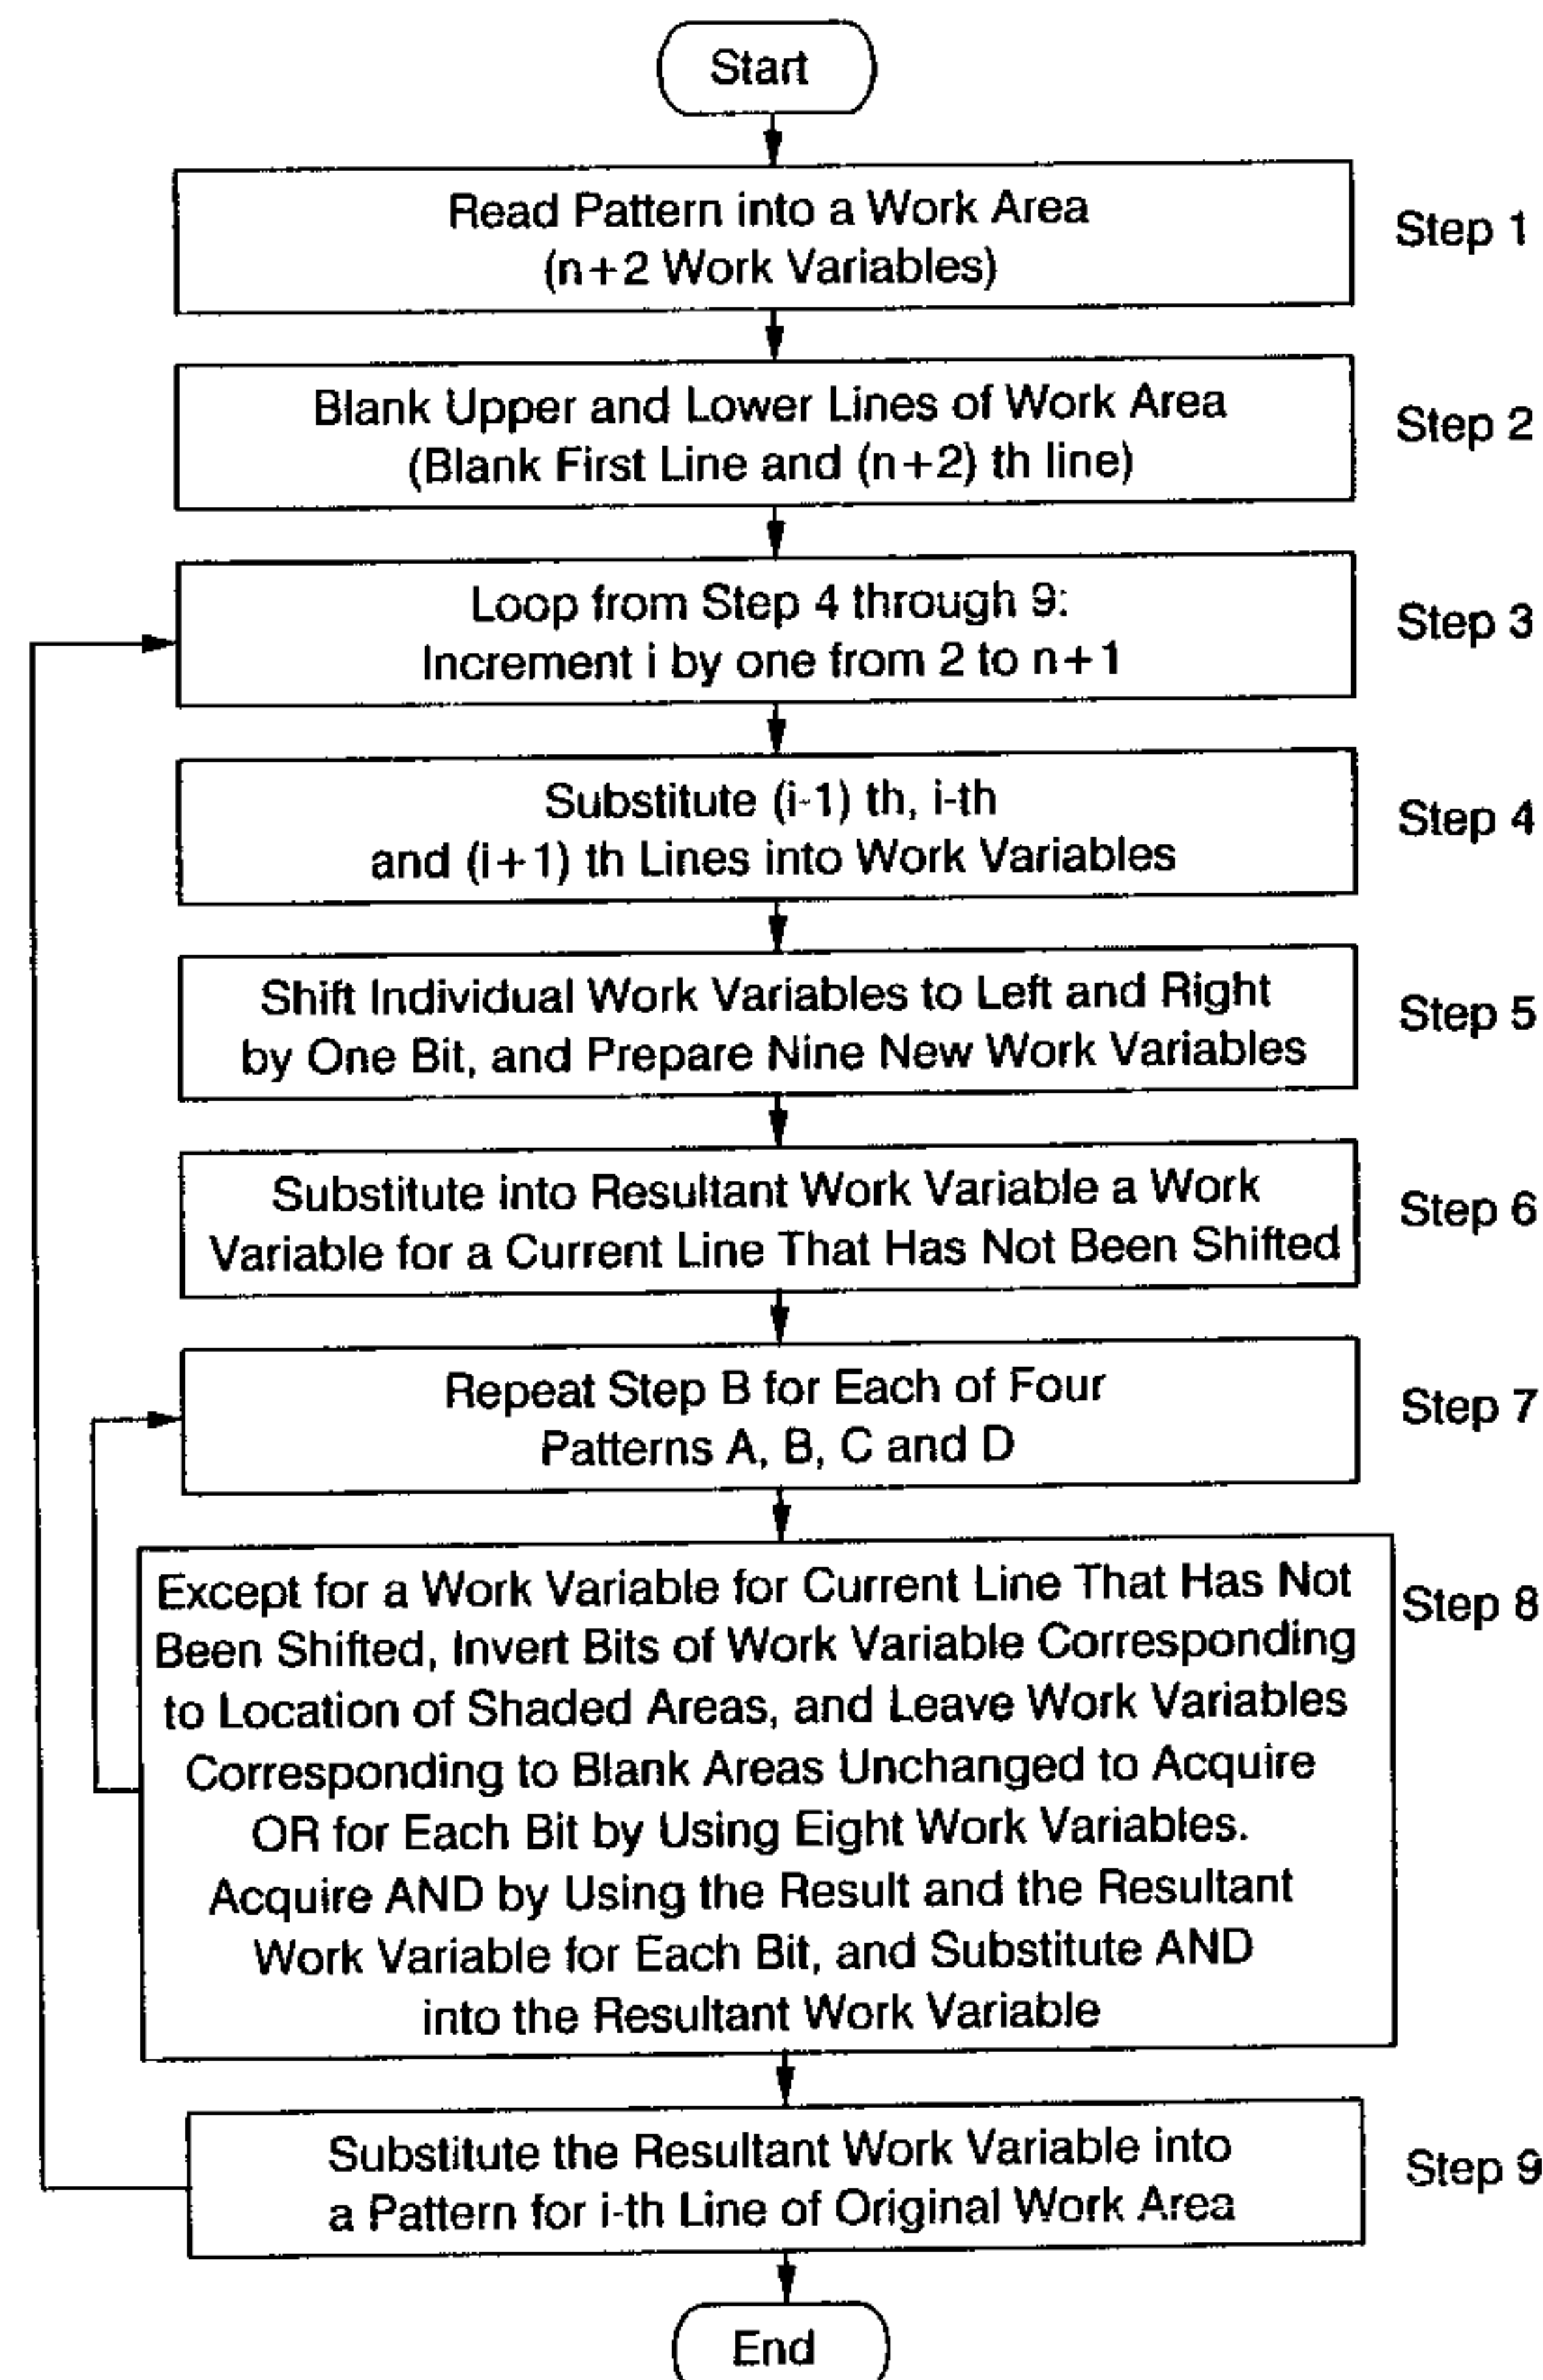 Start
Read Pattern into a Work Area
(n+2 Work Variables)
Step 1
Blank Upper and Lower Lines of Work Area
(Blank First Line and (n+2) th line)
Step 2
Loop from Step 4 through 9:
Increment i by one from 2 to n+1
Step 3
Substitute (i-1) th, i-th
and (i+1) th Lines into Work Variables
Step 4
Shift Individual Work Variables to Left and Right
by One Bit, and Prepare Nine New Work Variables
Step 5
Substitute into Resultant Work Variable a Work
Variable for a Current Line That Has Not Been Shifted
Step 6
Repeat Step B for Each of Four
Patterns A, B, C and D
Step 7
Except for a Work Variable for Current Line That Has Not
Been Shifted, Invert Bits of Work Variable Corresponding
to Location of Shaded Areas, and Leave Work Variables
Corresponding to Blank Areas Unchanged to Acquire
OR for Each Bit by Using Eight Work Variables.
Acquire AND by Using the Result and the Resultant
Work Variable for Each Bit, and Substitute AND
into the Resultant Work Variable
Step 8
Substitute the Resultant Work Variable into
a Pattern for i-th Line of Original Work Area
Step 9
End